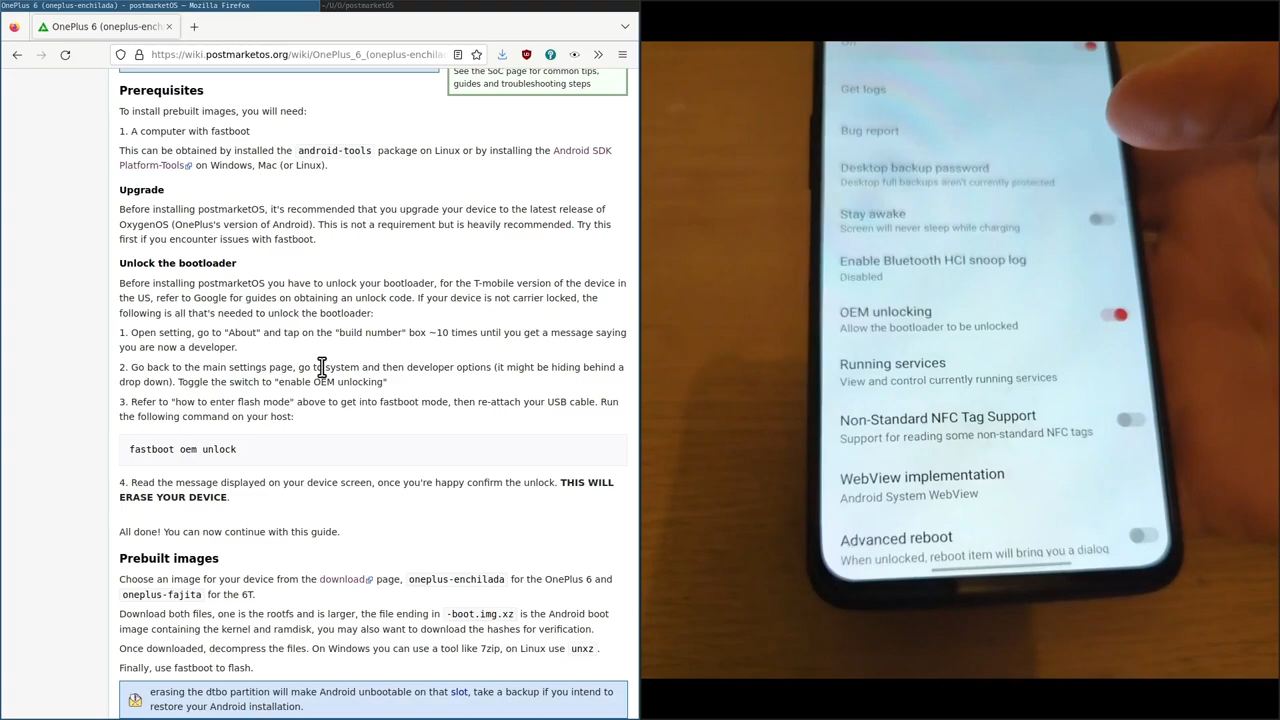 OnePlus 6 (oneplus-enchilada) - postmarketOS — Mozilla Firefox
~/U/O/postmarketOS
OnePlus 6 (oneplus-ench
https://wiki.postmarketos.org/wiki/OnePlus_6_(oneplus-enchila
See the SoC page for common tips,
guides and troubleshooting steps
Prerequisites
To install prebuilt images, you will need:
1. A computer with fastboot
This can be obtained by installed the android-tools package on Linux or by installing the Android SDK
Platform-Tools on Windows, Mac (or Linux).
Upgrade
Before installing postmarketOS, it's recommended that you upgrade your device to the latest release of
OxygenOS (OnePlus's version of Android). This is not a requirement but is heavily recommended. Try this
first if you encounter issues with fastboot.
Unlock the bootloader
Before installing postmarketOS you have to unlock your bootloader, for the T-mobile version of the device in
the US, refer to Google for guides on obtaining an unlock code. If your device is not carrier locked, the
following is all that's needed to unlock the bootloader:
1. Open setting, go to "About" and tap on the "build number" box ~10 times until you get a message saying
you are now a developer.
2. Go back to the main settings page, go to system and then developer options (it might be hiding behind a
drop down). Toggle the switch to "enable OEM unlocking"
3. Refer to "how to enter flash mode" above to get into fastboot mode, then re-attach your USB cable. Run
the following command on your host:
fastboot oem unlock
4. Read the message displayed on your device screen, once you're happy confirm the unlock. THIS WILL
ERASE YOUR DEVICE.
All done! You can now continue with this guide.
Prebuilt images
Choose an image for your device from the download page, oneplus-enchilada for the OnePlus 6 and
oneplus-fajita for the 6T.
Download both files, one is the rootfs and is larger, the file ending in -boot.img.xz is the Android boot
image containing the kernel and ramdisk, you may also want to download the hashes for verification.
Once downloaded, decompress the files. On Windows you can use a tool like 7zip, on Linux use unxz .
Finally, use fastboot to flash.
erasing the dtbo partition will make Android unbootable on that slot, take a backup if you intend to
restore your Android installation.
On
Get logs
Bug report
Desktop backup password
Desktop full backups aren't currently protected
Stay awake
Screen will never sleep while charging
Enable Bluetooth HCI snoop log
Disabled
OEM unlocking
Allow the bootloader to be unlocked
Running services
View and control currently running services
Non-Standard NFC Tag Support
Support for reading some non-standard NFC tags
WebView implementation
Android System WebView
Advanced reboot
When unlocked, reboot item will bring you a dialog